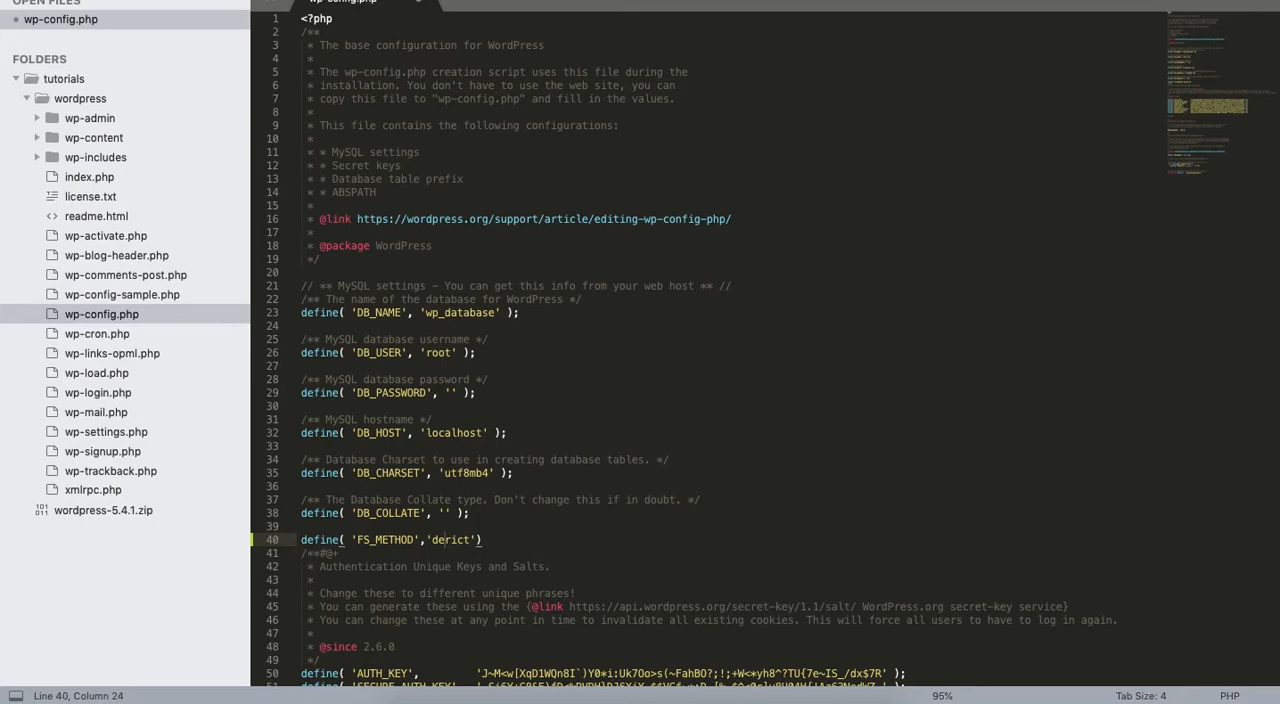 OPEN FILES
wp-config.php
wp-config.php
FOLDERS
tutorials
wordpress
wp-admin
wp-content
wp-includes
index.php
license.txt
<> readme.html
wp-activate.php
wp-blog-header.php
wp-comments-post.php
wp-config-sample.php
wp-config.php
wp-cron.php
wp-links-opml.php
wp-load.php
wp-login.php
wp-mail.php
wp-settings.php
wp-signup.php
wp-trackback.php
xmlrpc.php
wordpress-5.4.1.zip
1 <?php
2 /**
3 * The base configuration for WordPress
4 *
5 * The wp-config.php creation script uses this file during the
6 * installation. You don't have to use the web site, you can
7 * copy this file to "wp-config.php" and fill in the values.
8 *
9 * This file contains the following configurations:
10 *
11 * * MySQL settings
12 * * Secret keys
13 * * Database table prefix
14 * * ABSPATH
15 *
16 * @link https://wordpress.org/support/article/editing-wp-config-php/
17 *
18 * @package WordPress
19 */
20
21 // ** MySQL settings - You can get this info from your web host ** //
22 /** The name of the database for WordPress */
23 define( 'DB_NAME', 'wp_database' );
24
25 /** MySQL database username */
26 define( 'DB_USER', 'root' );
27
28 /** MySQL database password */
29 define( 'DB_PASSWORD', '' );
30
31 /** MySQL hostname */
32 define( 'DB_HOST', 'localhost' );
33
34 /** Database Charset to use in creating database tables. */
35 define( 'DB_CHARSET', 'utf8mb4' );
36
37 /** The Database Collate type. Don't change this if in doubt. */
38 define( 'DB_COLLATE', '' );
39
40 define( 'FS_METHOD','derict')
41 /**#@+
42 * Authentication Unique Keys and Salts.
43 *
44 * Change these to different unique phrases!
45 * You can generate these using the {@link https://api.wordpress.org/secret-key/1.1/salt/ WordPress.org secret-key service}
46 * You can change these at any point in time to invalidate all existing cookies. This will force all users to have to log in again.
47 *
48 * @since 2.6.0
49 */
50 define( 'AUTH_KEY', 'J~M<w[XqD1WQn8I`)Y0*i:Uk7Oo>s(~FahBO?;!;+W<*yh8^?TU{7e~IS_/dx$7R' );
Line 40, Column 24
95%
Tab Size: 4
PHP